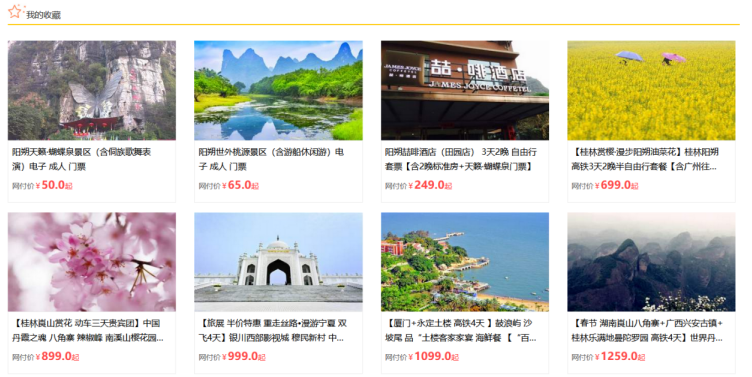 我的收藏
阳朔天籁·蝴蝶泉景区（含侗族歌舞表
演）电子 成人 门票
网付价 ¥ 50.0起
阳朔世外桃源景区（含游船休闲游）电
子 成人 门票
网付价 ¥ 65.0起
喆·啡酒店
JAMES JOYCE COFFETEL
阳朔喆啡酒店（田园店） 3天2晚 自由行
套票【含2晚标准房+天籁·蝴蝶泉门票】
网付价 ¥ 249.0起
【桂林赏樱·漫步阳朔油菜花】桂林阳朔
高铁3天2晚半自由行套餐【含广州往...
网付价 ¥ 699.0起
【桂林崀山赏花 动车三天贵宾团】中国
丹霞之魂 八角寨 辣椒峰 南溪山樱花园...
网付价 ¥ 899.0起
【旅展 半价特惠 重走丝路•漫游宁夏 双
飞4天】银川西部影视城 穆民新村 中...
网付价 ¥ 999.0起
【厦门+永定土楼 高铁4天 】鼓浪屿 沙
坡尾 品“土楼客家家宴 海鲜餐 【“百...
网付价 ¥ 1099.0起
【春节 湖南崀山八角寨+广西兴安古镇+
桂林乐满地曼陀罗园 高铁4天】世界丹...
网付价 ¥ 1259.0起